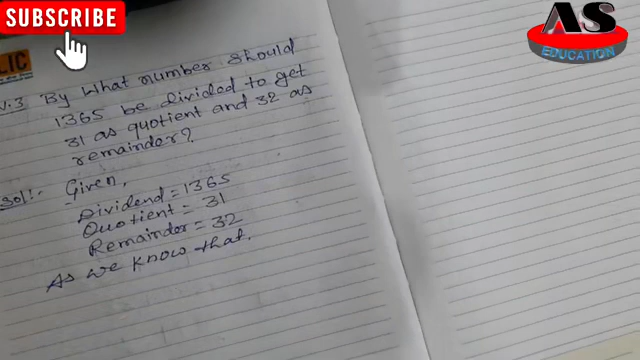 SUBSCRIBE
AS
EDUCATION
LIC
V.3 By What number should
1365 be divided to get
31 as quotient and 32 as
remainder?
Sol:- Given,
Dividend = 1365
Quotient = 31
Remainder = 32
As we know that,